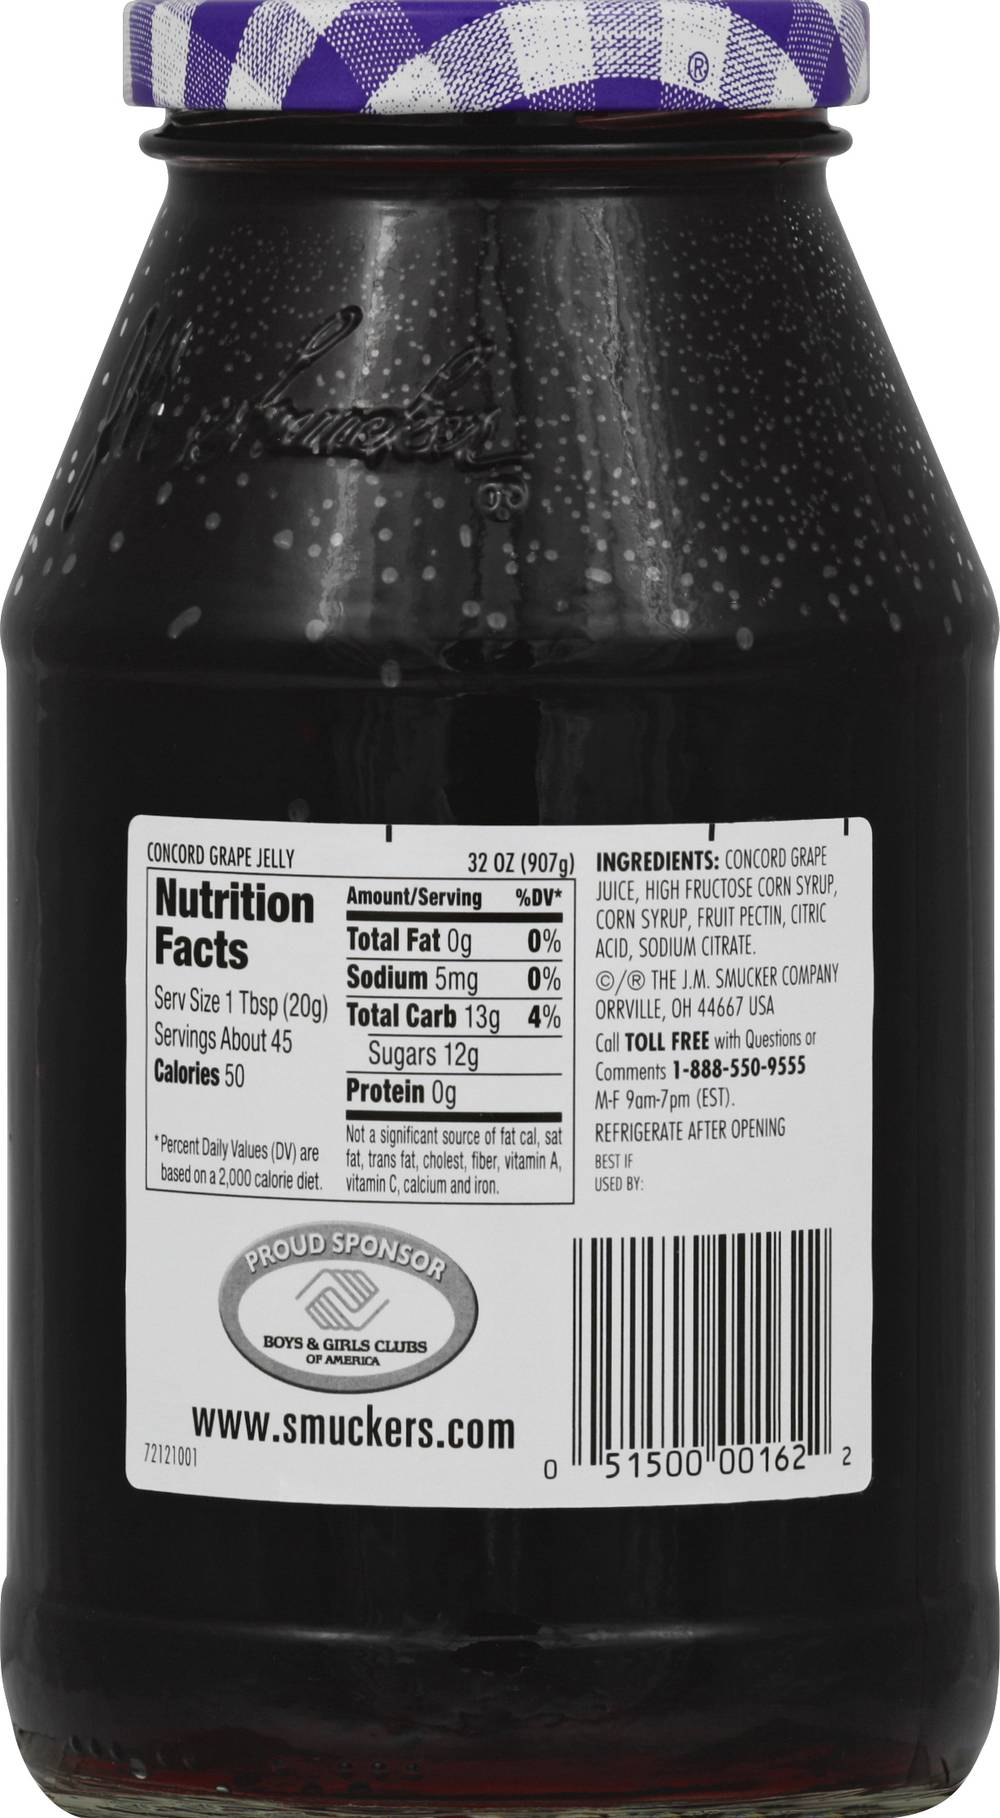 ®
Smucker's
®
CONCORD GRAPE JELLY 32 OZ (907g)
Nutrition
Facts
Serv Size 1 Tbsp (20g)
Servings About 45
Calories 50
*Percent Daily Values (DV) are
based on a 2,000 calorie diet.
Amount/Serving %DV*
Total Fat 0g 0%
Sodium 5mg 0%
Total Carb 13g 4%
Sugars 12g
Protein 0g
Not a significant source of fat cal, sat
fat, trans fat, cholest, fiber, vitamin A,
vitamin C, calcium and iron.
INGREDIENTS: CONCORD GRAPE
JUICE, HIGH FRUCTOSE CORN SYRUP,
CORN SYRUP, FRUIT PECTIN, CITRIC
ACID, SODIUM CITRATE.
©/® THE J.M. SMUCKER COMPANY
ORRVILLE, OH 44667 USA
Call TOLL FREE with Questions or
Comments 1-888-550-9555
M-F 9am-7pm (EST).
REFRIGERATE AFTER OPENING
BEST IF
USED BY:
PROUD SPONSOR
BOYS & GIRLS CLUBS
OF AMERICA
www.smuckers.com
72121001
0 51500 00162 2